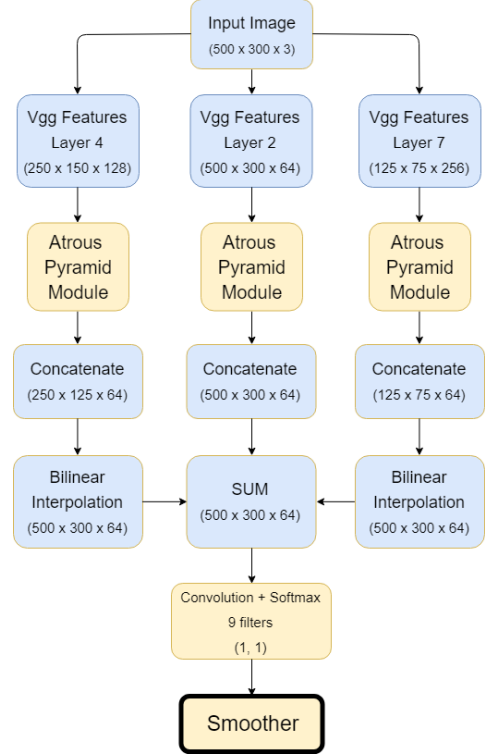 Input Image
(500 x 300 x 3)
Vgg Features
Layer 4
(250 x 150 x 128)
Vgg Features
Layer 2
(500 x 300 x 64)
Vgg Features
Layer 7
(125 x 75 x 256)
Atrous
Pyramid
Module
Atrous
Pyramid
Module
Atrous
Pyramid
Module
Concatenate
(250 x 125 x 64)
Concatenate
(500 x 300 x 64)
Concatenate
(125 x 75 x 64)
Bilinear
Interpolation
(500 x 300 x 64)
SUM
(500 x 300 x 64)
Bilinear
Interpolation
(500 x 300 x 64)
Convolution + Softmax
9 filters
(1, 1)
Smoother